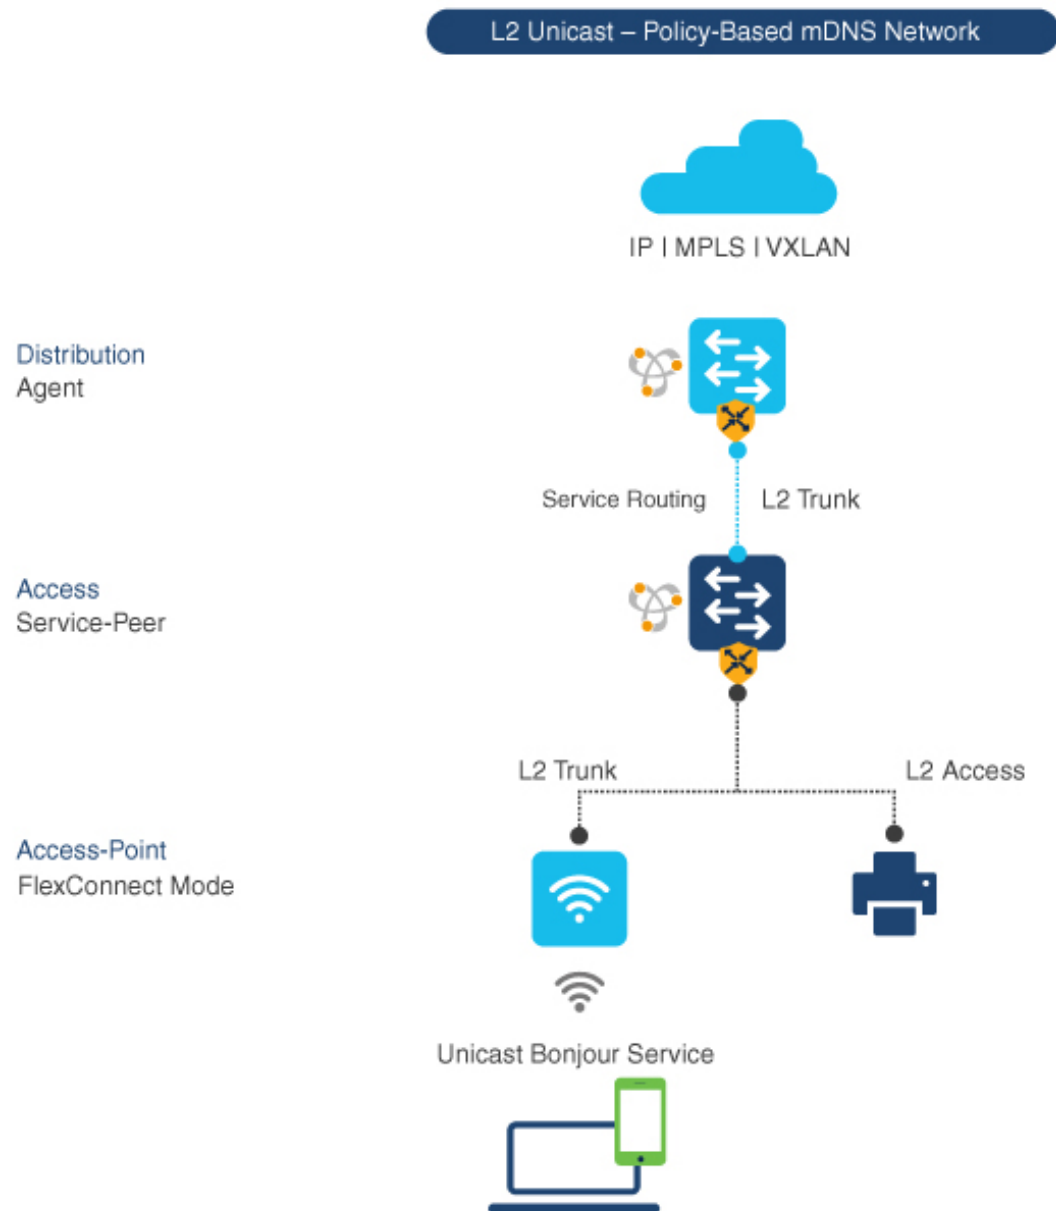 L2 Unicast – Policy-Based mDNS Network
IP | MPLS | VXLAN
Distribution
Agent
Service Routing
L2 Trunk
Access
Service-Peer
L2 Trunk
L2 Access
Access-Point
FlexConnect Mode
Unicast Bonjour Service